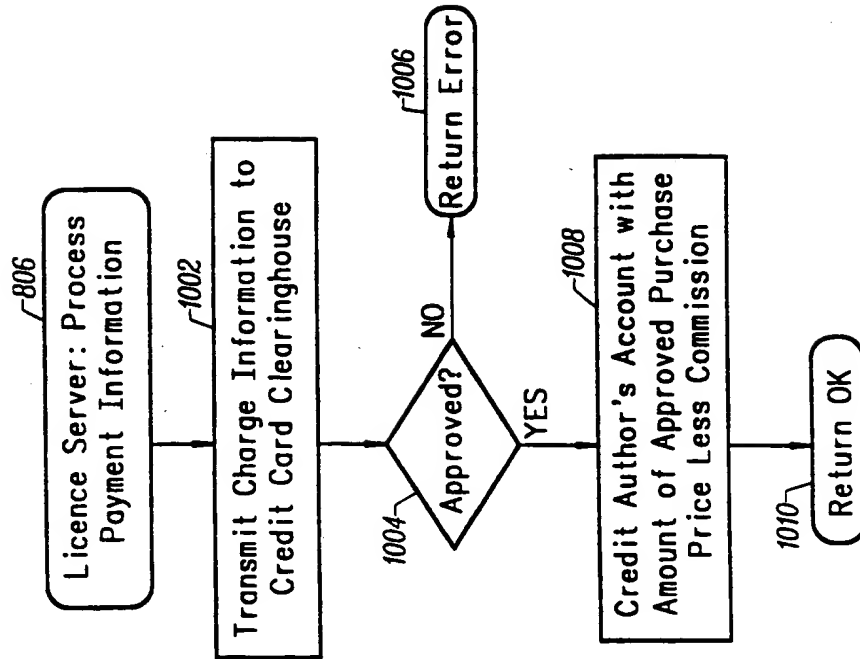 806
Licence Server: Process
Payment Information
1002
Transmit Charge Information to
Credit Card Clearinghouse
1004
Approved?
NO
1006
Return Error
YES
1008
Credit Author's Account with
Amount of Approved Purchase
Price Less Commission
1010
Return OK